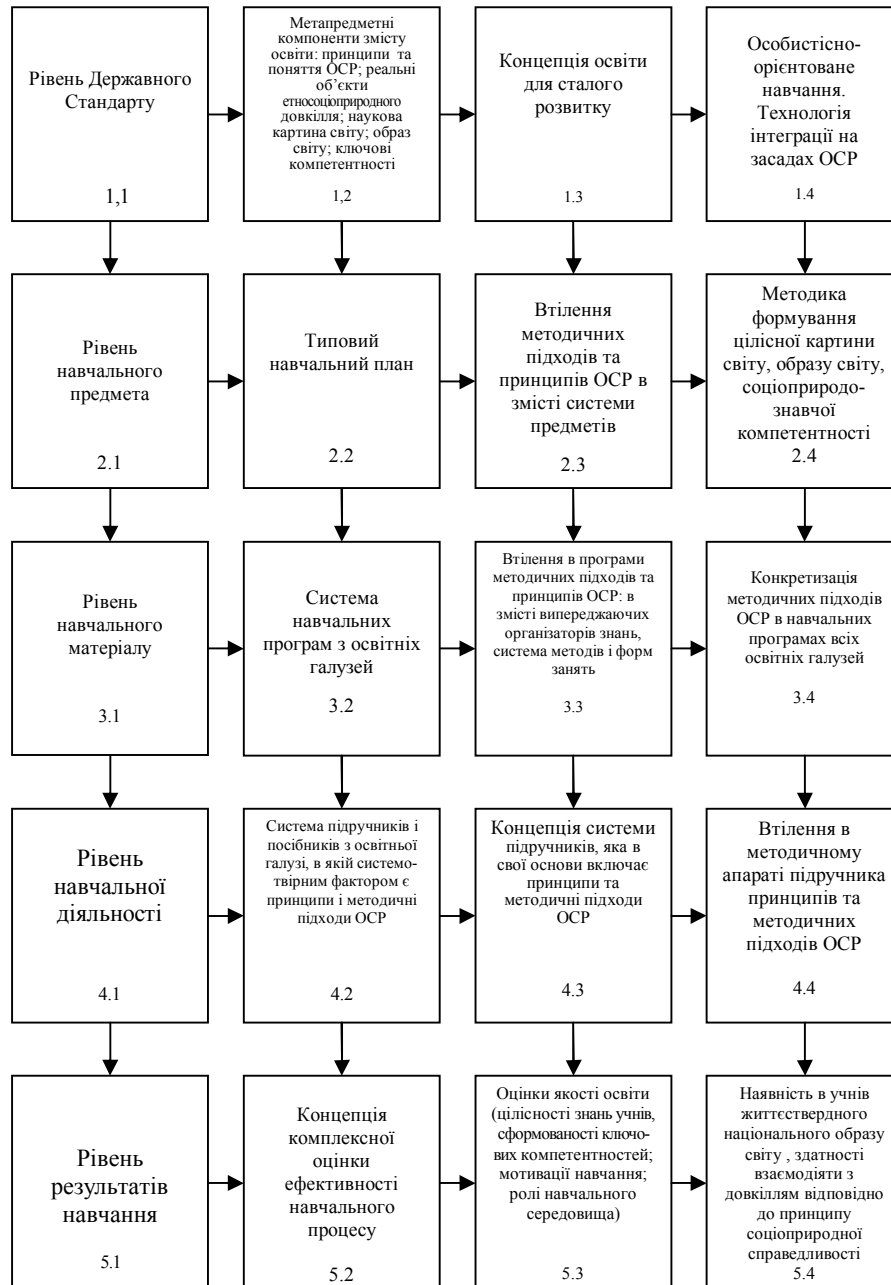 Рівень Державного
Стандарту
1,1
Метапредметні
компоненти змісту
освіти: принципи та
поняття ОСР; реальні
об’єкти
етносоціоприродного
довкілля; наукова
картина світу; образ
світу; ключові
компетентності
1,2
Концепція освіти
для сталого
розвитку
1.3
Особистісно-
орієнтоване
навчання.
Технологія
інтеграції на
засадах ОСР
1.4
Рівень
навчального
предмета
2.1
Типовий
навчальний план
2.2
Втілення
методичних
підходів та
принципів ОСР в
змісті системи
предметів
2.3
Методика
формування
цілісної картини
світу, образу світу,
соціоприродо-
знавчої
компетентності
2.4
Рівень
навчального
матеріалу
3.1
Система
навчальних
програм з освітніх
галузей
3.2
Втілення в програми
методичних підходів та
принципів ОСР: в
змісті випереджаючих
організаторів знань,
система методів і форм
занять
3.3
Конкретизація
методичних підходів
ОСР в навчальних
програмах всіх
освітніх галузей
3.4
Рівень
навчальної
діяльності
4.1
Система підручників і
посібників з освітньої
галузі, в якій системо-
твірним фактором є
принципи і методичні
підходи ОСР
4.2
Концепція системи
підручників, яка в
свої основи включає
принципи та
методичні підходи
ОСР
4.3
Втілення в
методичному
апараті підручника
принципів та
методичних
підходів ОСР
4.4
Рівень
результатів
навчання
5.1
Концепція
комплексної
оцінки
ефективності
навчального
процесу
5.2
Оцінки якості освіти
(цілісності знань учнів,
сформованості ключо-
вих компетентностей;
мотивації навчання;
ролі навчального
середовища)
5.3
Наявність в учнів
життєствердного
національного образу
світу , здатності
взаємодіяти з
довкіллям відповідно
до принципу
соціоприродної
справедливості
5.4